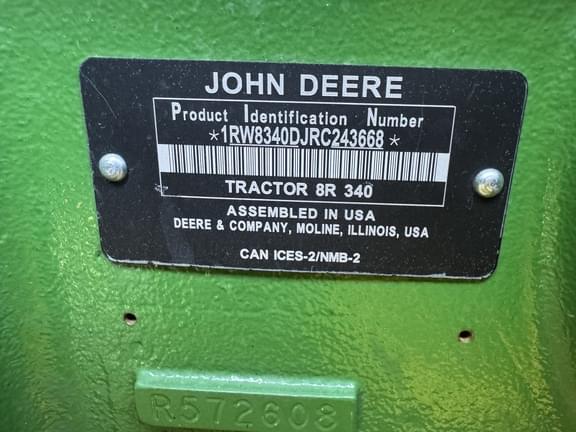 JOHN DEERE
Product Identification Number
*1RW8340DJRC243668*
TRACTOR 8R 340
ASSEMBLED IN USA
DEERE & COMPANY, MOLINE, ILLINOIS, USA
CAN ICES-2/NMB-2
R572608